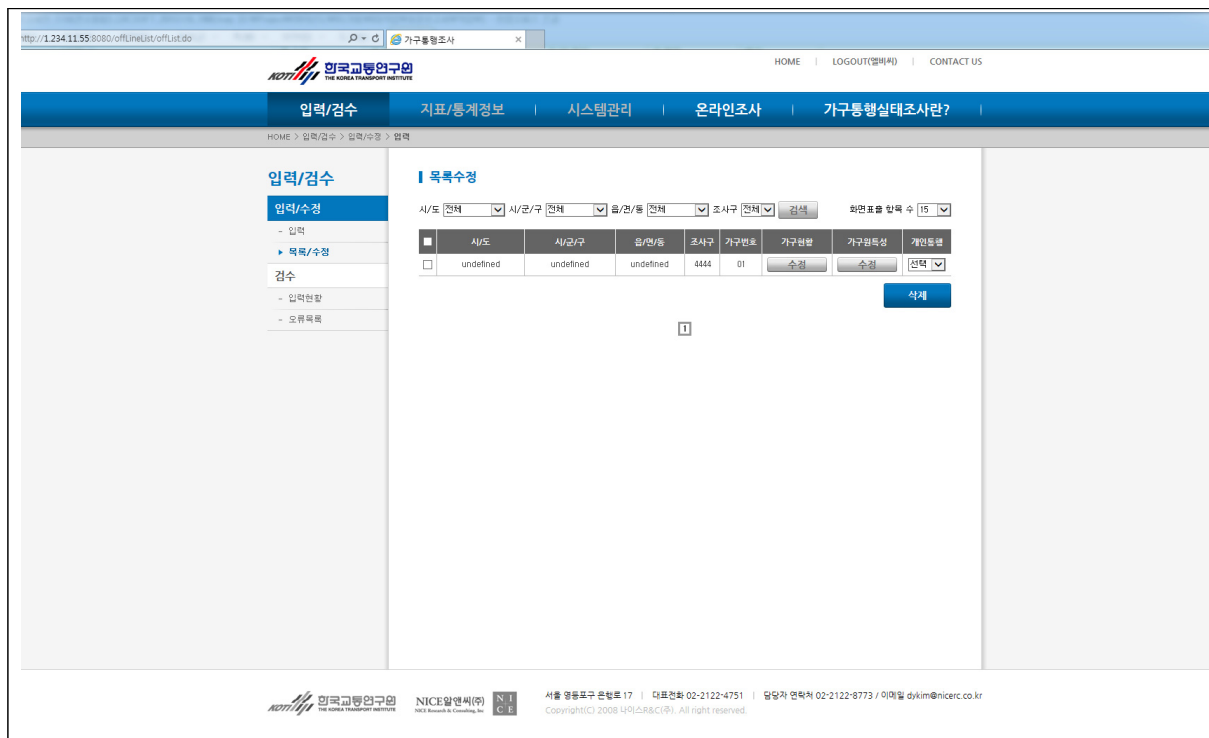 http://1.234.11.55:8080/offLineList/offList.do
가구통행조사
KOTI 한국교통연구원
THE KOREA TRANSPORT INSTITUTE
HOME | LOGOUT(엘비씨) | CONTACT US
입력/검수 지표/통계정보 | 시스템관리 | 온라인조사 | 가구통행실태조사란? |
HOME > 입력/검수 > 입력/수정 > 입력
입력/검수
입력/수정
- 입력
▶ 목록/수정
검수
- 입력현황
- 오류목록
목록수정
시/도 전체 시/군/구 전체 읍/면/동 전체 조사구 전체 검색 화면표출 항목 수 15
시/도 시/군/구 읍/면/동 조사구 가구번호 가구현황 가구원특성 개인통행
undefined undefined undefined 4444 01 수정 수정 선택
삭제
1
KOTI 한국교통연구원
THE KOREA TRANSPORT INSTITUTE
NICE알앤씨(주)
NICE Research & Consulting, Inc
N I
C E
서울 영등포구 은행로 17 | 대표전화 02-2122-4751 | 담당자 연락처 02-2122-8773 / 이메일 dykim@nicerc.co.kr
Copyright(C) 2008 나이스R&C(주). All right reserved.